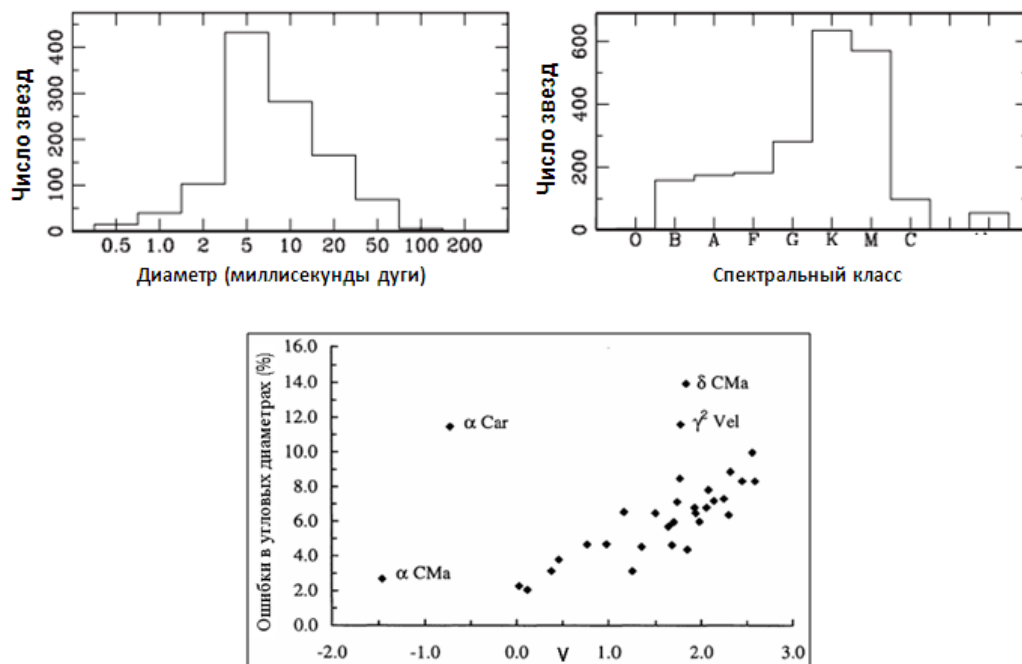 Число звезд
400
300
200
100
0
0.5 1.0 2 5 10 20 50 100 200
Диаметр (миллисекунды дуги)
Число звезд
600
400
200
0
O B A F G K M C ..
Спектральный класс
Ошибки в угловых диаметрах (%)
16.0
14.0
12.0
10.0
8.0
6.0
4.0
2.0
0.0
δ CMa
α Car
γ² Vel
α CMa
-2.0 -1.0 0.0 V 1.0 2.0 3.0